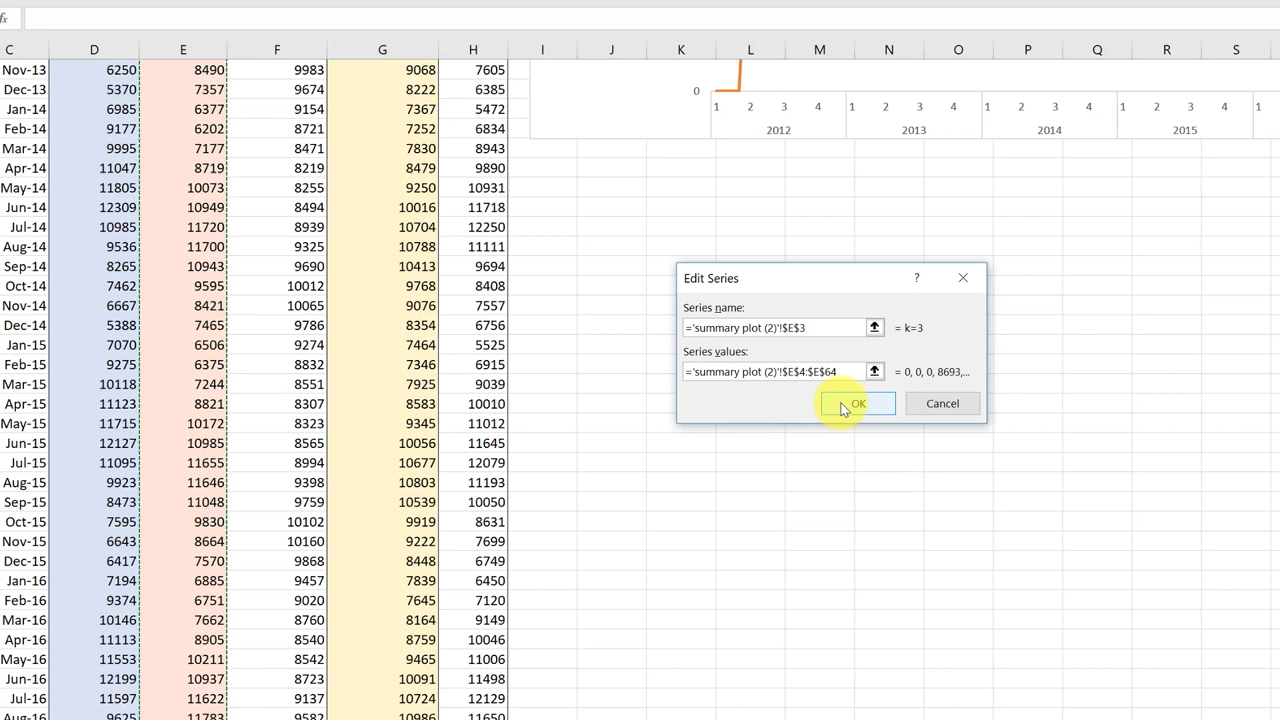 fx
C D E F G H I J K L M N O P Q R S
Nov-13 6250 8490 9983 9068 7605
Dec-13 5370 7357 9674 8222 6385
Jan-14 6985 6377 9154 7367 5472
Feb-14 9177 6202 8721 7252 6834
Mar-14 9995 7177 8471 7830 8943
Apr-14 11047 8719 8219 8479 9890
May-14 11805 10073 8255 9250 10931
Jun-14 12309 10949 8494 10016 11718
Jul-14 10985 11720 8939 10704 12250
Aug-14 9536 11700 9325 10788 11111
Sep-14 8265 10943 9690 10413 9694
Oct-14 7462 9595 10012 9768 8408
Nov-14 6667 8421 10065 9076 7557
Dec-14 5388 7465 9786 8354 6756
Jan-15 7070 6506 9274 7464 5525
Feb-15 9275 6375 8832 7346 6915
Mar-15 10118 7244 8551 7925 9039
Apr-15 11123 8821 8307 8583 10010
May-15 11715 10172 8323 9345 11012
Jun-15 12127 10985 8565 10056 11645
Jul-15 11095 11655 8994 10677 12079
Aug-15 9923 11646 9398 10803 11193
Sep-15 8473 11048 9759 10539 10050
Oct-15 7595 9830 10102 9919 8631
Nov-15 6643 8664 10160 9222 7699
Dec-15 6417 7570 9868 8448 6749
Jan-16 7194 6885 9457 7839 6450
Feb-16 9374 6751 9020 7645 7120
Mar-16 10146 7662 8760 8164 9149
Apr-16 11113 8905 8540 8759 10046
May-16 11553 10211 8542 9465 11006
Jun-16 12199 10937 8723 10091 11498
Jul-16 11597 11622 9137 10724 12129
Aug-16 9625 11783 9582 10986 11650
0
1 2 3 4 1 2 3 4 1 2 3 4 1 2 3 4 1
2012 2013 2014 2015
Edit Series ?
Series name:
='summary plot (2)'!$E$3 = k=3
Series values:
='summary plot (2)'!$E$4:$E$64 = 0, 0, 0, 8693,...
OK Cancel